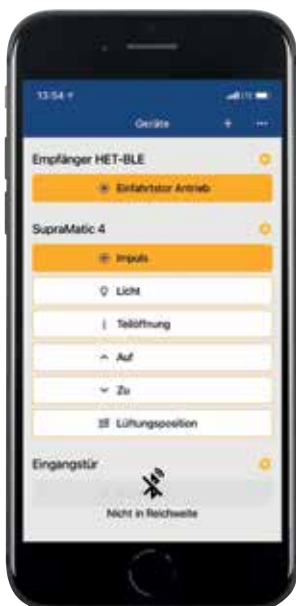 13:54
Geräte
Empfänger HET-BLE
Einfahrtstor Antrieb
SupraMatic 4
Impuls
Licht
Teilöffnung
Auf
Zu
Lüftungsposition
Eingangstür
Nicht in Reichweite